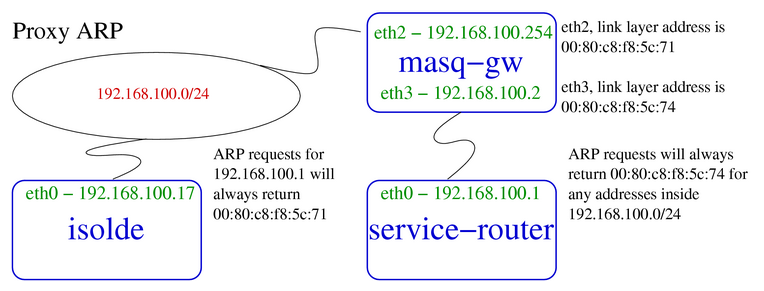 Proxy ARP
192.168.100.0/24
eth2 − 192.168.100.254
masq−gw
eth3 − 192.168.100.2
eth2, link layer address is
00:80:c8:f8:5c:71
eth3, link layer address is
00:80:c8:f8:5c:74
eth0 − 192.168.100.17
isolde
ARP requests for
192.168.100.1 will
always return
00:80:c8:f8:5c:71
eth0 − 192.168.100.1
service−router
ARP requests will always
return 00:80:c8:f8:5c:74 for
any addresses inside
192.168.100.0/24